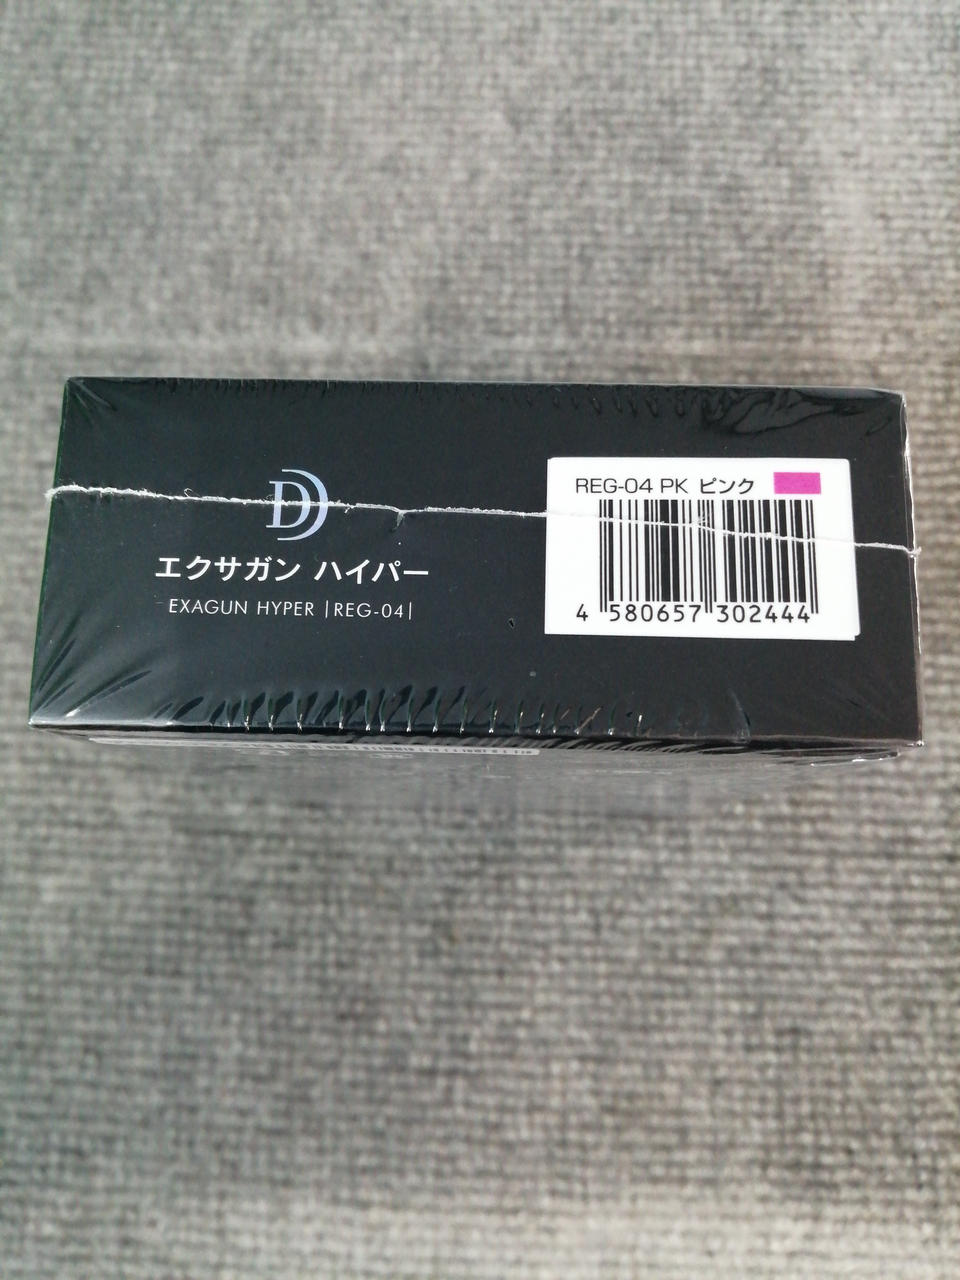 D
エクサガン ハイパー
EXAGUN HYPER |REG-04|
REG-04 PK ピンク
4 580657 302444